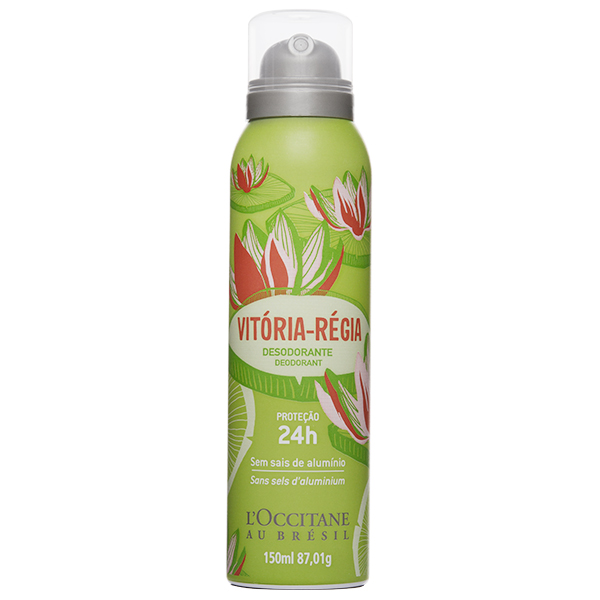 VITÓRIA-RÉGIA
DESODORANTE
DEODORANT
PROTEÇÃO
24h
Sem sais de alumínio
Sans sels d'aluminium
L'OCCITANE
AU BRÉSIL
150ml 87,01g